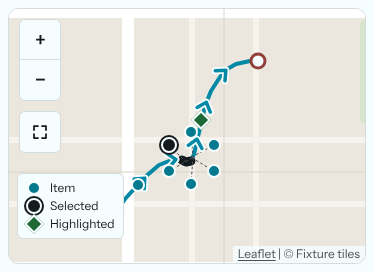 +
−
Item
Selected
Highlighted
Leaflet | © Fixture tiles